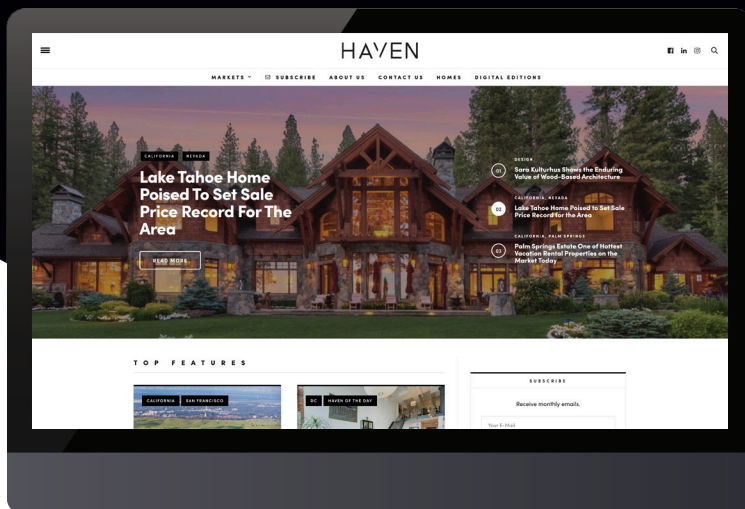 HAVEN
in
MARKETS SUBSCRIBE ABOUT US CONTACT US HOMES DIGITAL EDITIONS
CALIFORNIA NEVADA
Lake Tahoe Home
Poised To Set Sale
Price Record For The
Area
READ MORE
DESIGN
01 Sara Kulturhus Shows the Enduring
Value of Wood-Based Architecture
CALIFORNIA, NEVADA
02 Lake Tahoe Home Poised to Set Sale
Price Record for the Area
CALIFORNIA, PALM SPRINGS
03 Palm Springs Estate One of Hottest
Vacation Rental Properties on the
Market Today
TOP FEATURES
CALIFORNIA SAN FRANCISCO
DC HAVEN OF THE DAY
SUBSCRIBE
Receive monthly emails.
Your E-Mail